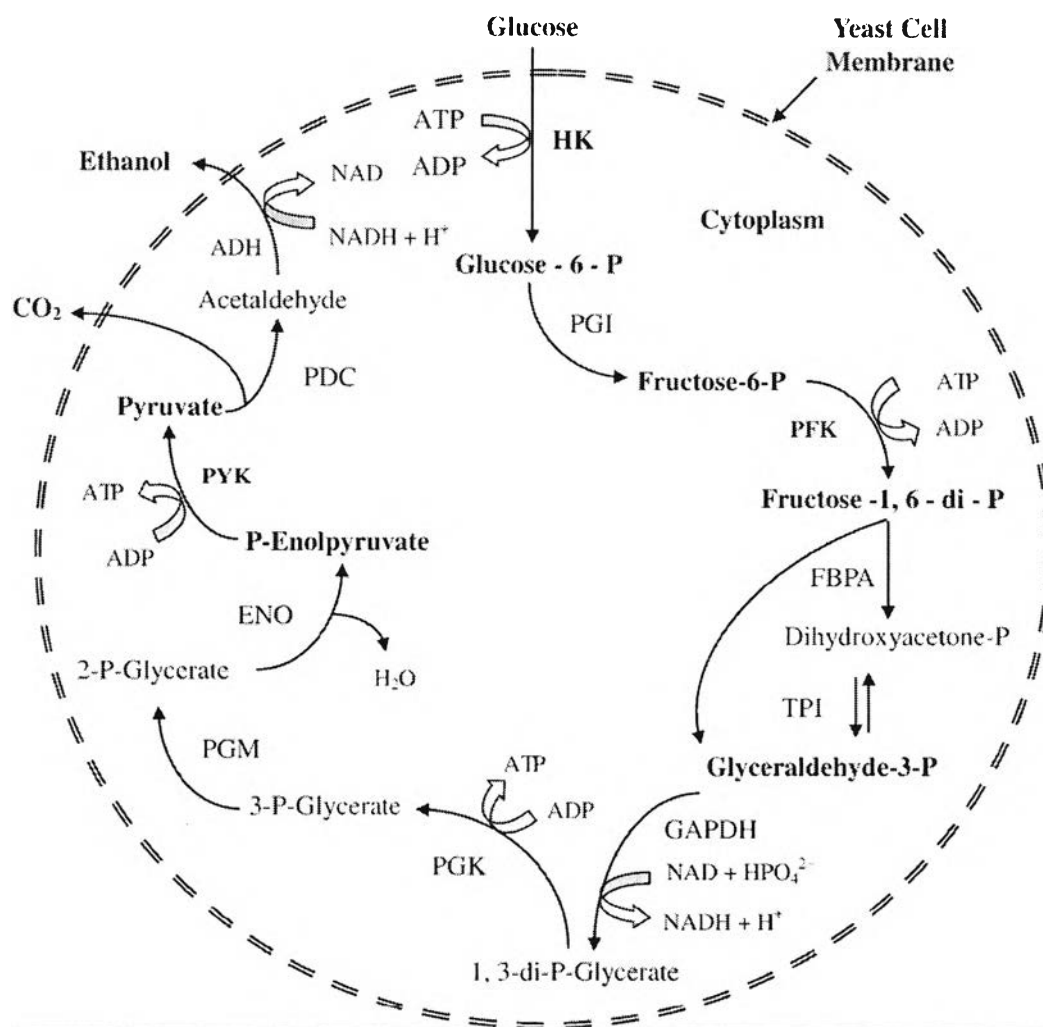 Glucose
Yeast Cell
Membrane
ATP
HK
ADP
Ethanol
NAD
NADH + H⁺
ADH
Cytoplasm
Glucose - 6 - P
Acetaldehyde
CO₂
PGI
PDC
Fructose-6-P
ATP
Pyruvate
PFK
ADP
PYK
ATP
Fructose -1, 6 - di - P
P-Enolpyruvate
ADP
FBPA
ENO
Dihydroxyacetone-P
2-P-Glycerate
H₂O
TPI
PGM
ATP
Glyceraldehyde-3-P
3-P-Glycerate
ADP
GAPDH
PGK
NAD + HPO₄²⁻
NADH + H⁺
1, 3-di-P-Glycerate